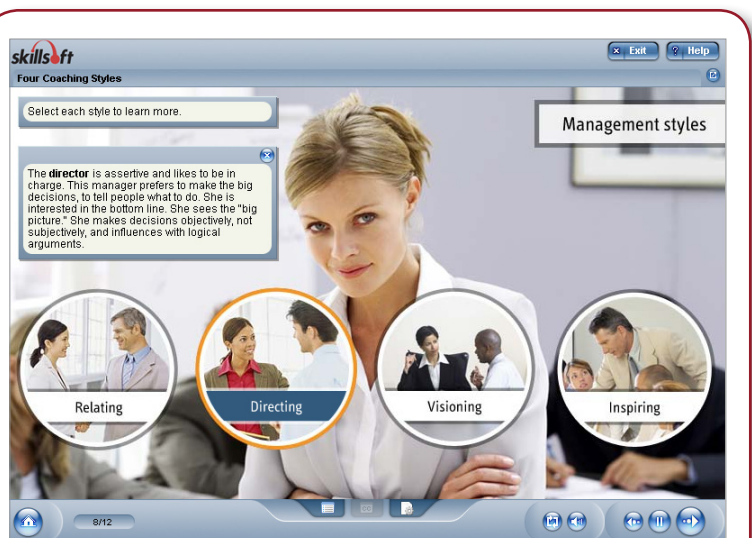 skillsoft
Exit
Help
Four Coaching Styles
Select each style to learn more.
Management styles
The director is assertive and likes to be in
charge. This manager prefers to make the big
decisions, to tell people what to do. She is
interested in the bottom line. She sees the "big
picture." She makes decisions objectively, not
subjectively, and influences with logical
arguments.
Relating
Directing
Visioning
Inspiring
8/12